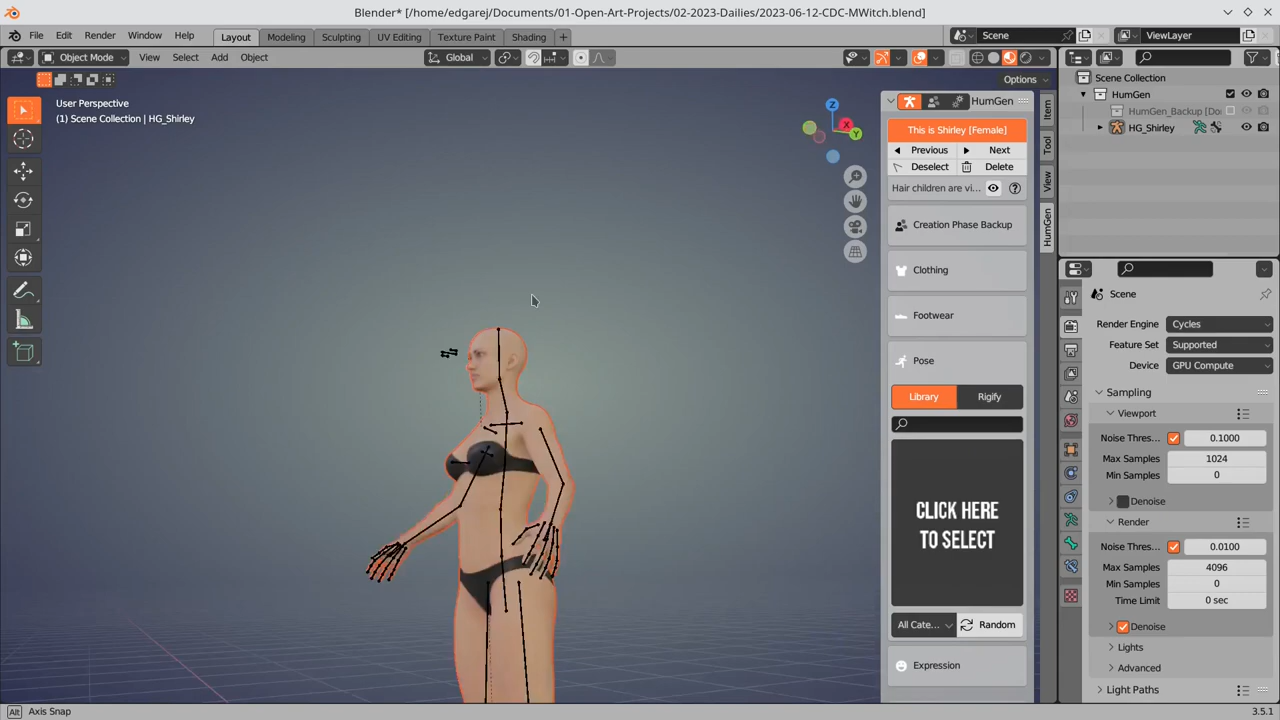 Blender* [/home/edgarej/Documents/01-Open-Art-Projects/02-2023-Dailies/2023-06-12-CDC-MWitch.blend]
File Edit Render Window Help Layout Modeling Sculpting UV Editing Texture Paint Shading + Scene ViewLayer
Object Mode View Select Add Object Global
Options
User Perspective
(1) Scene Collection | HG_Shirley
Z
X
Y
HumGen
This is Shirley [Female]
Previous Next
Deselect Delete
Hair children are vi...
Creation Phase Backup
Clothing
Footwear
Pose
Library Rigify
CLICK HERE
TO SELECT
All Cate... Random
Expression
Item
Tool
View
HumGen
Scene Collection
HumGen
HumGen_Backup [Do
HG_Shirley
Scene
Render Engine Cycles
Feature Set Supported
Device GPU Compute
Sampling
Viewport
Noise Thres... 0.1000
Max Samples 1024
Min Samples 0
Denoise
Render
Noise Thres... 0.0100
Max Samples 4096
Min Samples 0
Time Limit 0 sec
Denoise
Lights
Advanced
Light Paths
Alt Axis Snap
3.5.1